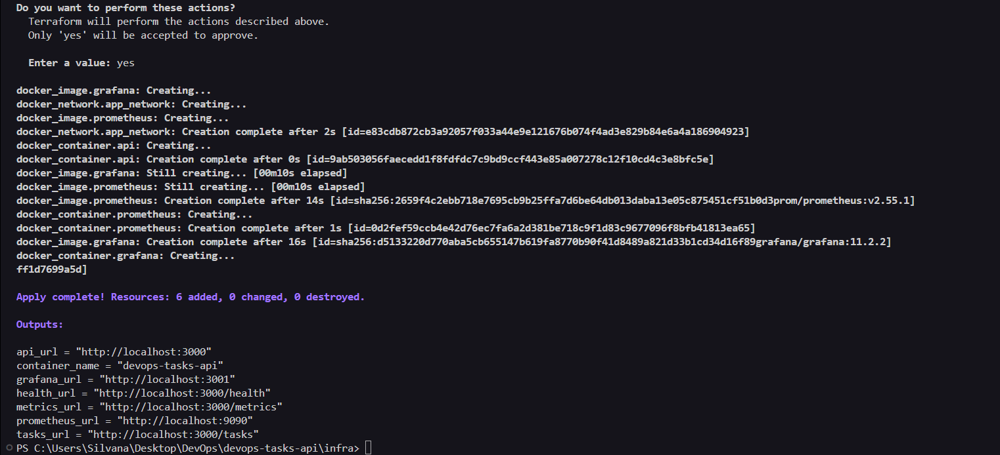 Do you want to perform these actions?
  Terraform will perform the actions described above.
  Only 'yes' will be accepted to approve.

  Enter a value: yes

docker_image.grafana: Creating...
docker_network.app_network: Creating...
docker_image.prometheus: Creating...
docker_network.app_network: Creation complete after 2s [id=e83cdb872cb3a92057f033a44e9e121676b074f4ad3e829b84e6a4a186904923]
docker_container.api: Creating...
docker_container.api: Creation complete after 0s [id=9ab503056faecedd1f8fdfdc7c9bd9ccf443e85a007278c12f10cd4c3e8bfc5e]
docker_image.grafana: Still creating... [00m10s elapsed]
docker_image.prometheus: Still creating... [00m10s elapsed]
docker_image.prometheus: Creation complete after 14s [id=sha256:2659f4c2ebb718e7695cb9b25ffa7d6be64db013daba13e05c875451cf51b0d3prom/prometheus:v2.55.1]
docker_container.prometheus: Creating...
docker_container.prometheus: Creation complete after 1s [id=0d2fef59ccb4e42d76ec7fa6a2d381be718c9f1d83c9677096f8bfb41813ea65]
docker_image.grafana: Creation complete after 16s [id=sha256:d5133220d770aba5cb655147b619fa8770b90f41d8489a821d33b1cd34d16f89grafana/grafana:11.2.2]
docker_container.grafana: Creating...
ff1d7699a5d]

Apply complete! Resources: 6 added, 0 changed, 0 destroyed.

Outputs:

api_url = "http://localhost:3000"
container_name = "devops-tasks-api"
grafana_url = "http://localhost:3001"
health_url = "http://localhost:3000/health"
metrics_url = "http://localhost:3000/metrics"
prometheus_url = "http://localhost:9090"
tasks_url = "http://localhost:3000/tasks"
PS C:\Users\Silvana\Desktop\DevOps\devops-tasks-api\infra>